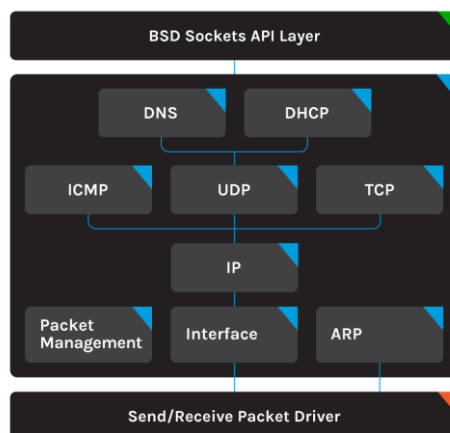 BSD Sockets API Layer
DNS
DHCP
ICMP
UDP
TCP
IP
Packet
Management
Interface
ARP
Send/Receive Packet Driver